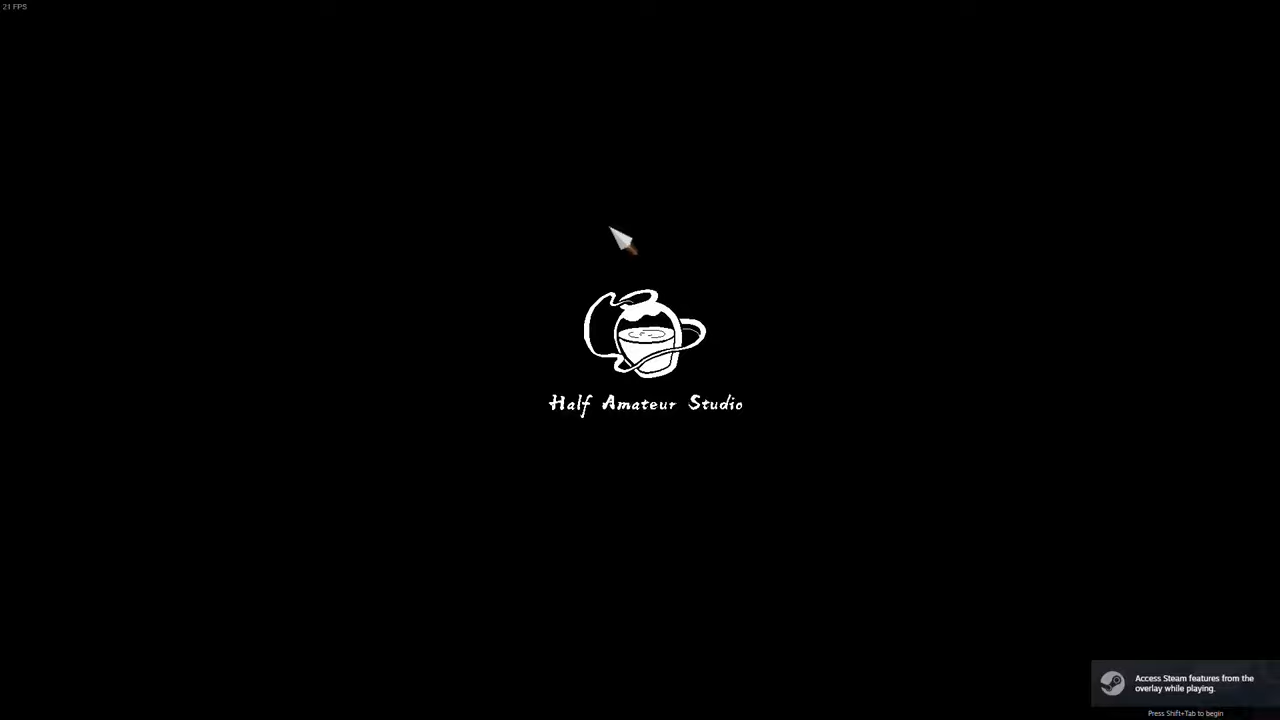 21 FPS
Half Amateur Studio
Access Steam features from the
overlay while playing.
Press Shift+Tab to begin